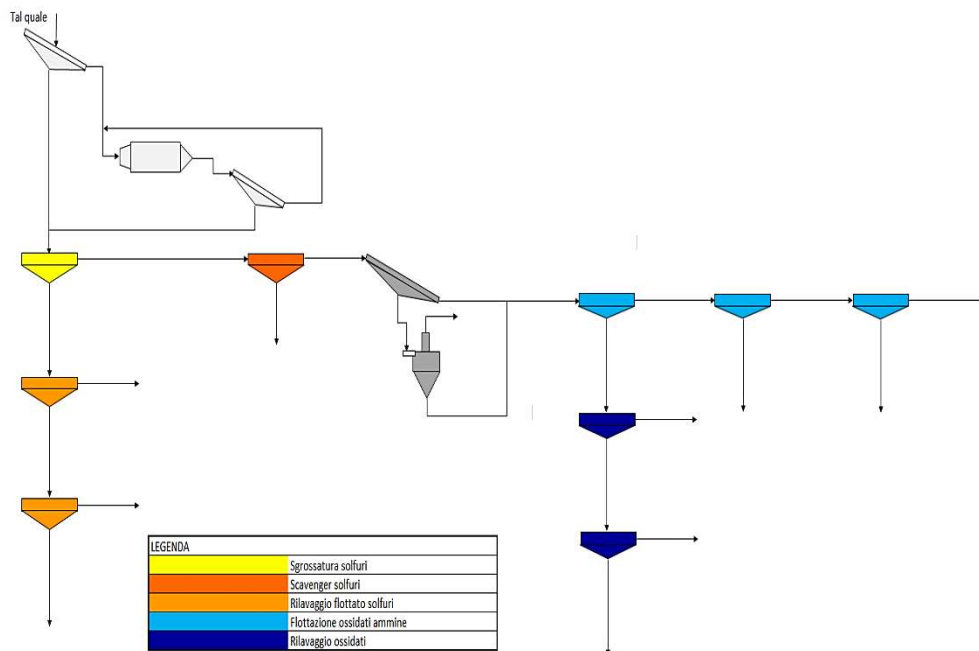 Tal quale
LEGENDA
Sgrossatura solfuri
Scavenger solfuri
Rilavaggio flottato solfuri
Flottazione ossidati ammine
Rilavaggio ossidati